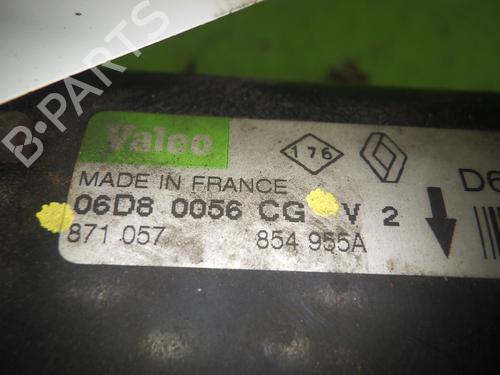 B-PARTS
Valeo
176
MADE IN FRANCE
D6
06D8 0056 CG V 2
871 057 854 955A